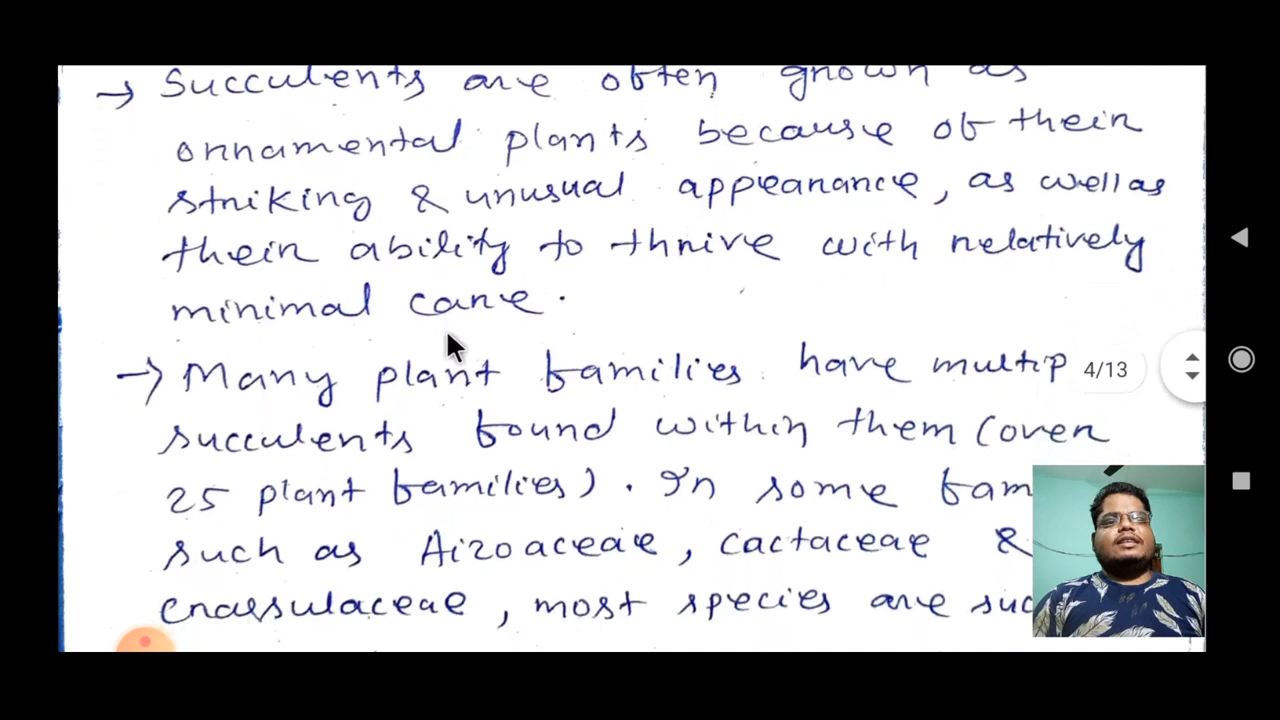 → Succulents are often grown as
ornamental plants because of their
striking & unusual appearance, as well as
their ability to thrive with relatively
minimal care.
→ Many plant families have multip
4/13
succulents found within them (over
25 plant families). In some fam
such as Aizoaceae, cactaceae &
crassulaceae, most species are suc